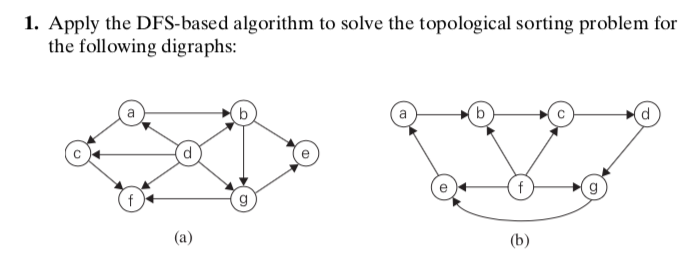 1. Apply the DFS-based algorithm to solve the topological sorting problem for
the following digraphs:
a
b
a
b
c
d
c
d
e
e
f
g
f
g
(a)
(b)